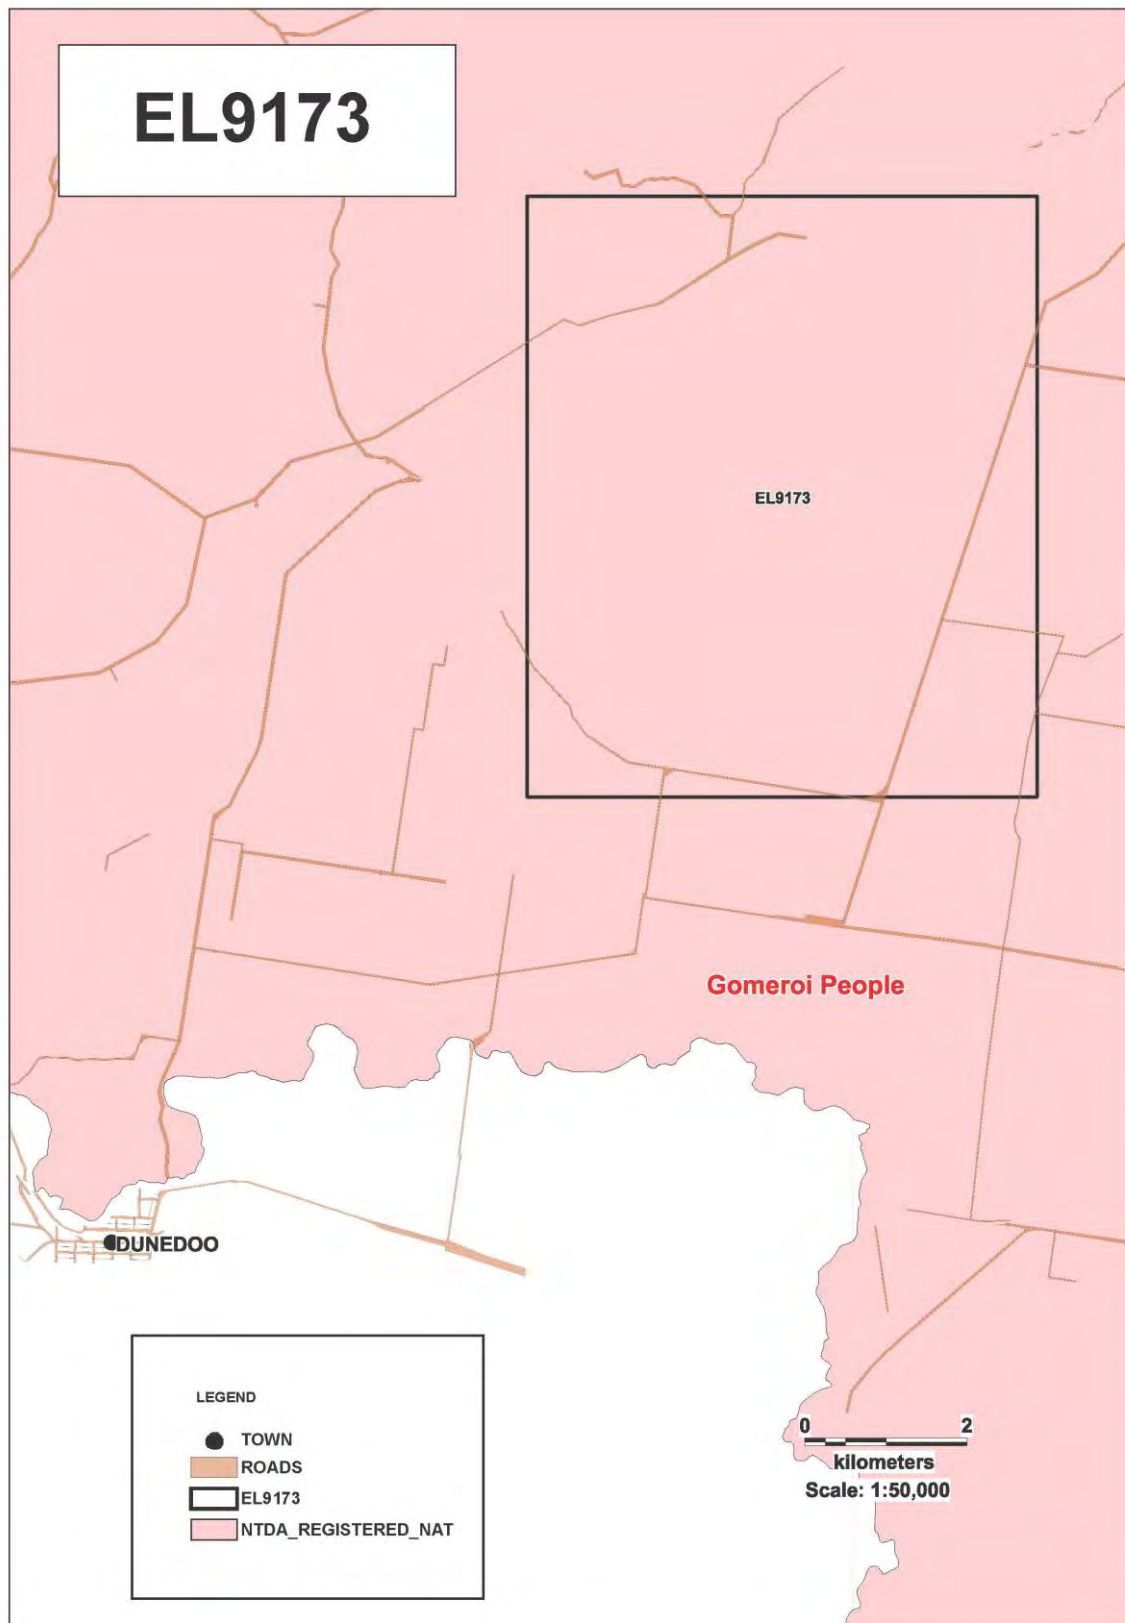 EL9173
EL9173
Gomeroi People
DUNEDOO
LEGEND
TOWN
ROADS
EL9173
NTDA_REGISTERED_NAT
0 2
kilometers
Scale: 1:50,000